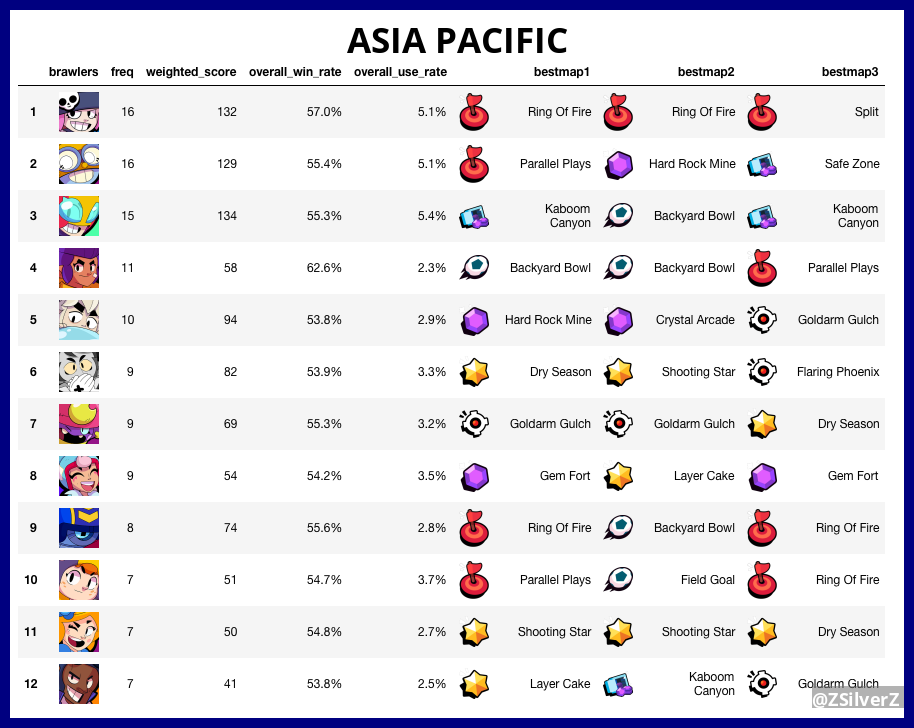 ASIA PACIFIC
brawlers freq weighted_score overall_win_rate overall_use_rate bestmap1 bestmap2 bestmap3
1 16 132 57.0% 5.1% Ring Of Fire Ring Of Fire Split
2 16 129 55.4% 5.1% Parallel Plays Hard Rock Mine Safe Zone
3 15 134 55.3% 5.4% Kaboom Canyon Backyard Bowl Kaboom Canyon
4 11 58 62.6% 2.3% Backyard Bowl Backyard Bowl Parallel Plays
5 10 94 53.8% 2.9% Hard Rock Mine Crystal Arcade Goldarm Gulch
6 9 82 53.9% 3.3% Dry Season Shooting Star Flaring Phoenix
7 9 69 55.3% 3.2% Goldarm Gulch Goldarm Gulch Dry Season
8 9 54 54.2% 3.5% Gem Fort Layer Cake Gem Fort
9 8 74 55.6% 2.8% Ring Of Fire Backyard Bowl Ring Of Fire
10 7 51 54.7% 3.7% Parallel Plays Field Goal Ring Of Fire
11 7 50 54.8% 2.7% Shooting Star Shooting Star Dry Season
12 7 41 53.8% 2.5% Layer Cake Kaboom Canyon Goldarm Gulch
@ZSilverZ